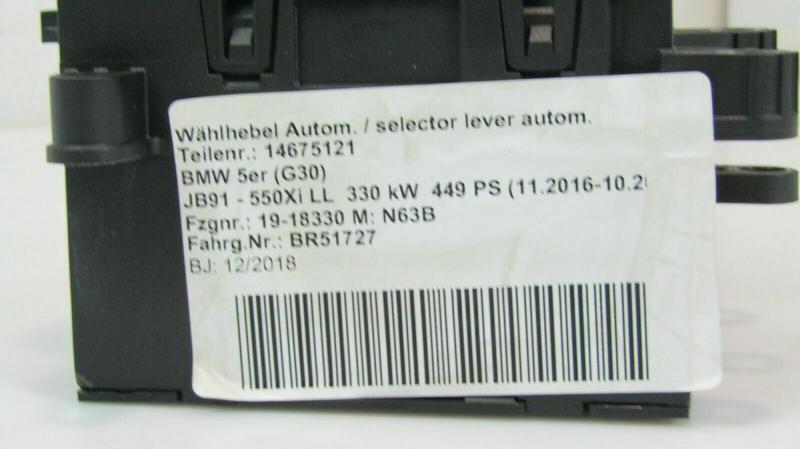 Wählhebel Autom. / selector lever autom.
Teilenr.: 14675121
BMW 5er (G30)
JB91 - 550Xi LL 330 kW 449 PS (11.2016-10.2
Fzgnr.: 19-18330 M: N63B
Fahrg.Nr.: BR51727
BJ: 12/2018